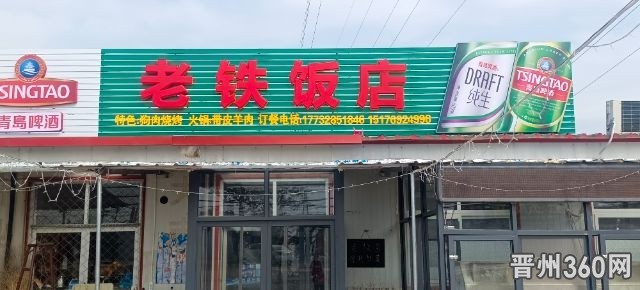 TSINGTAO
青島啤酒
老铁饭店
特色:狗肉烧烤 火锅:带皮羊肉 订餐电话:17732851846 15170924998
DRAFT
纯生
TSINGTAO
青島啤酒
晋州360网